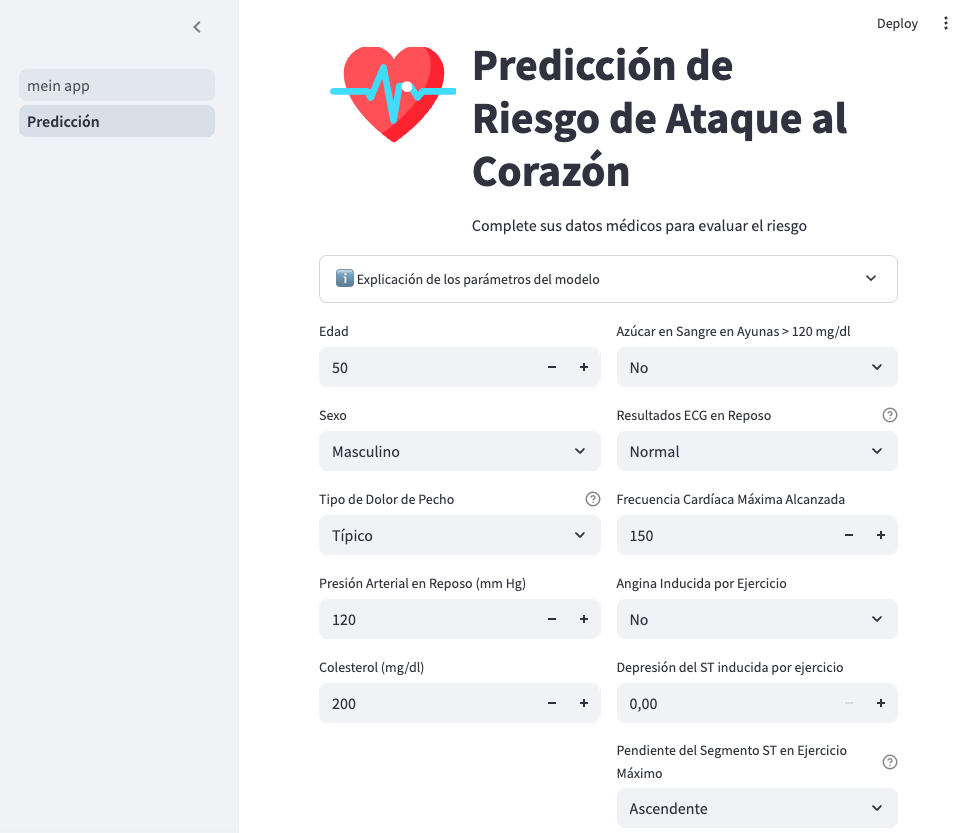 Deploy
mein app
Predicción
Predicción de
Riesgo de Ataque al
Corazón
Complete sus datos médicos para evaluar el riesgo
ℹ️ Explicación de los parámetros del modelo
Edad
50
Sexo
Masculino
Tipo de Dolor de Pecho
Típico
Presión Arterial en Reposo (mm Hg)
120
Colesterol (mg/dl)
200
Azúcar en Sangre en Ayunas > 120 mg/dl
No
Resultados ECG en Reposo
Normal
Frecuencia Cardíaca Máxima Alcanzada
150
Angina Inducida por Ejercicio
No
Depresión del ST inducida por ejercicio
0,00
Pendiente del Segmento ST en Ejercicio
Máximo
Ascendente